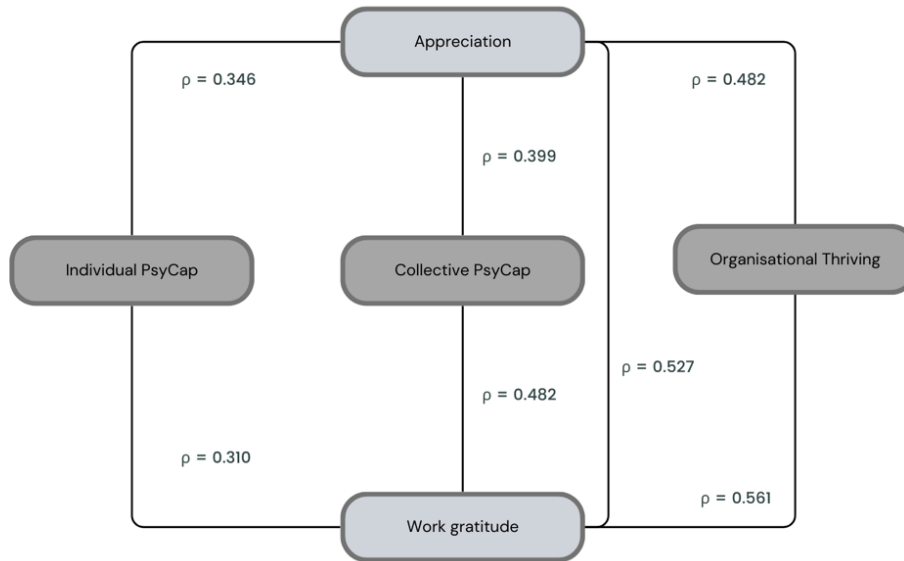 Appreciation
ρ = 0.346
ρ = 0.482
ρ = 0.399
Individual PsyCap
Collective PsyCap
Organisational Thriving
ρ = 0.527
ρ = 0.482
ρ = 0.310
ρ = 0.561
Work gratitude